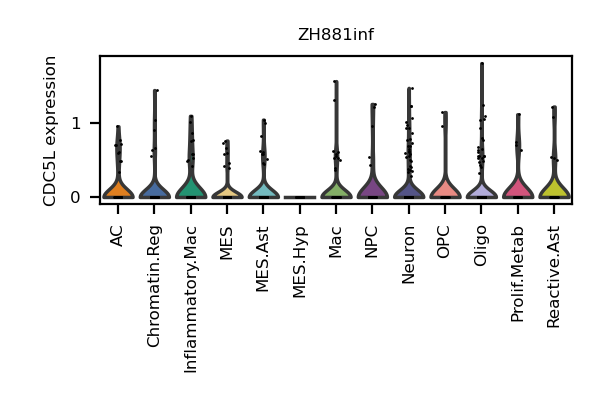 ZH881inf
CDC5L expression
1
0
AC
Chromatin.Reg
Inflammatory.Mac
MES
MES.Ast
MES.Hyp
Mac
NPC
Neuron
OPC
Oligo
Prolif.Metab
Reactive.Ast